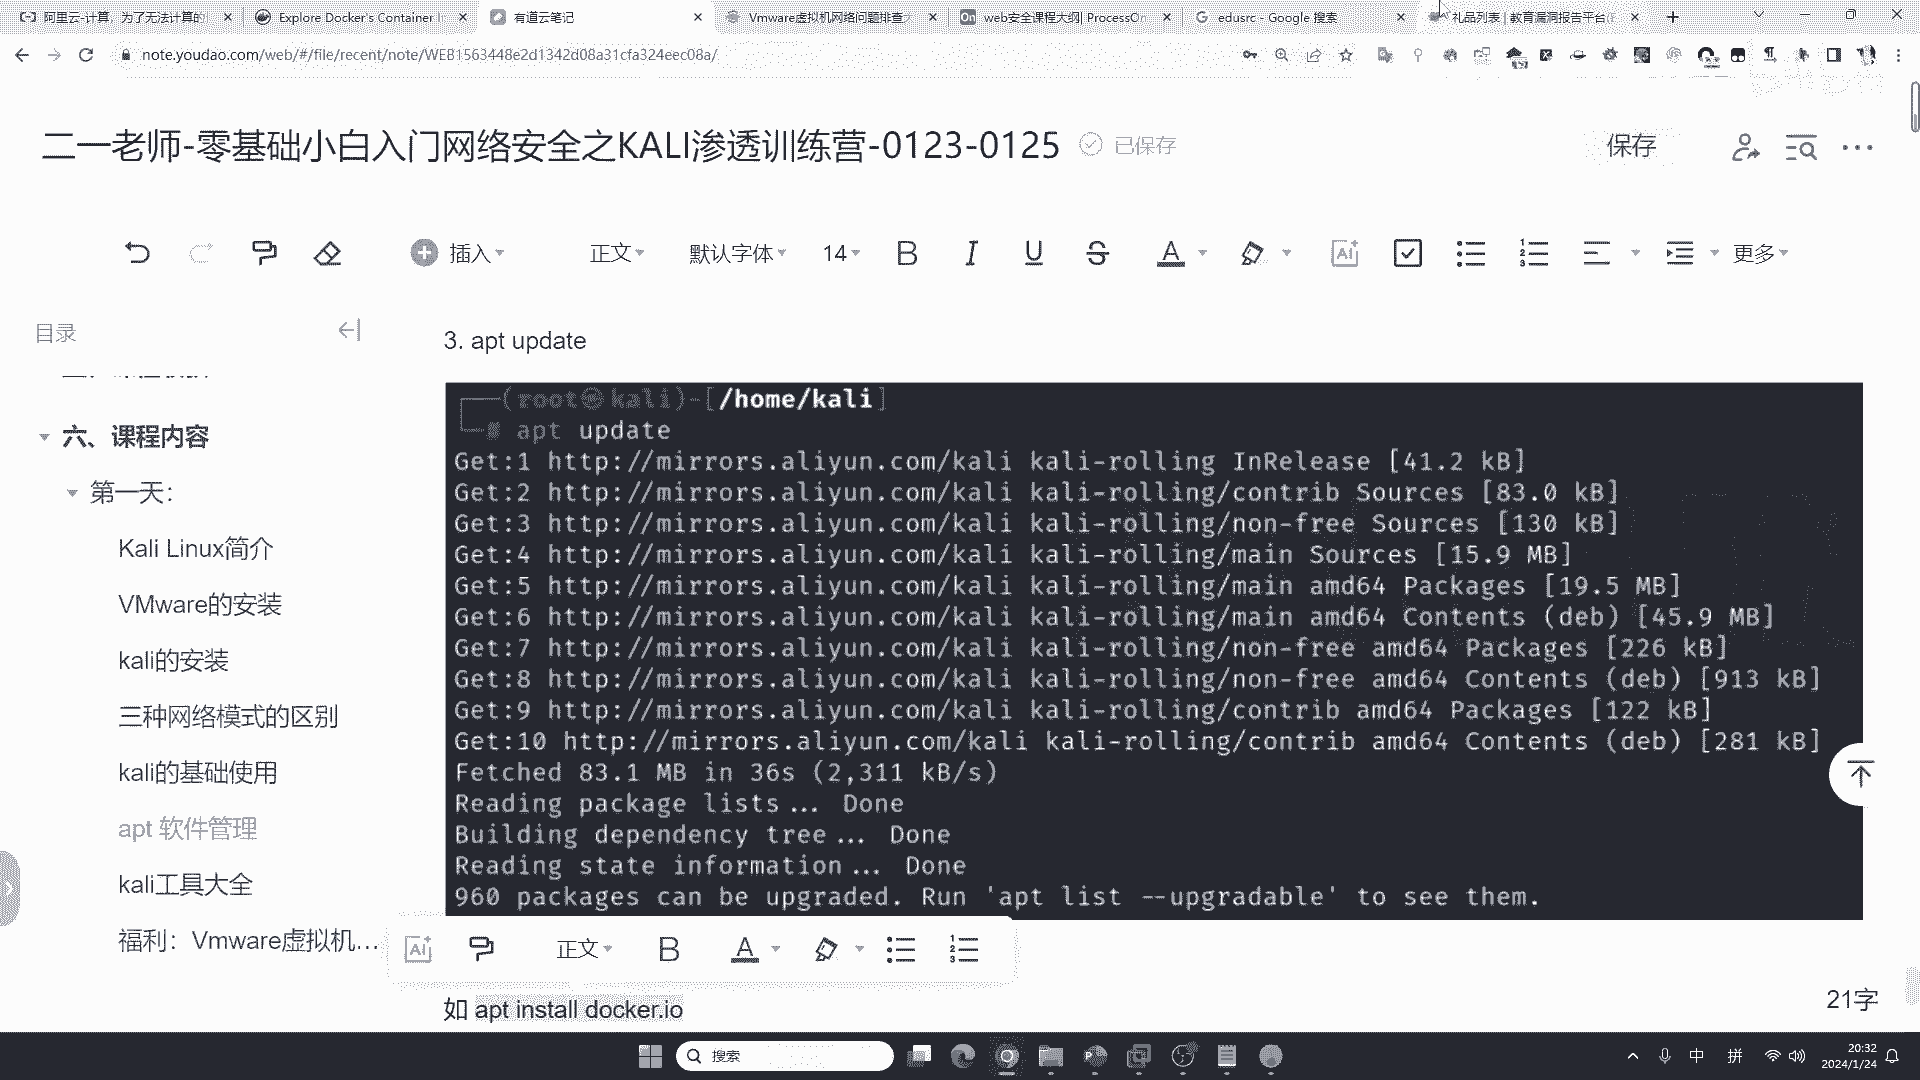 阿里云-计算，为了无法计算的
Explore Docker's Container I
有道云笔记
Vmware虚拟机网络问题排查
web安全课程大纲| ProcessOn
edusrc - Google 搜索
礼品列表 | 教育漏洞报告平台(E
note.youdao.com/web/#/file/recent/note/WEB1563448e2d1342d08a31cfa324eec08a/
二一老师-零基础小白入门网络安全之KALI渗透训练营-0123-0125
已保存
保存
插入
正文
默认字体
14
B I U S A
更多
目录
六、课程内容
第一天：
Kali Linux简介
VMware的安装
kali的安装
三种网络模式的区别
kali的基础使用
apt 软件管理
kali工具大全
福利：Vmware虚拟机...
3. apt update
(root㉿kali)-[/home/kali]
# apt update
Get:1 http://mirrors.aliyun.com/kali kali-rolling InRelease [41.2 kB]
Get:2 http://mirrors.aliyun.com/kali kali-rolling/contrib Sources [83.0 kB]
Get:3 http://mirrors.aliyun.com/kali kali-rolling/non-free Sources [130 kB]
Get:4 http://mirrors.aliyun.com/kali kali-rolling/main Sources [15.9 MB]
Get:5 http://mirrors.aliyun.com/kali kali-rolling/main amd64 Packages [19.5 MB]
Get:6 http://mirrors.aliyun.com/kali kali-rolling/main amd64 Contents (deb) [45.9 MB]
Get:7 http://mirrors.aliyun.com/kali kali-rolling/non-free amd64 Packages [226 kB]
Get:8 http://mirrors.aliyun.com/kali kali-rolling/non-free amd64 Contents (deb) [913 kB]
Get:9 http://mirrors.aliyun.com/kali kali-rolling/contrib amd64 Packages [122 kB]
Get:10 http://mirrors.aliyun.com/kali kali-rolling/contrib amd64 Contents (deb) [281 kB]
Fetched 83.1 MB in 36s (2,311 kB/s)
Reading package lists... Done
Building dependency tree... Done
Reading state information... Done
960 packages can be upgraded. Run 'apt list --upgradable' to see them.
正文
B A
如 apt install docker.io
21字
搜索
中
拼
20:32
2024/1/24